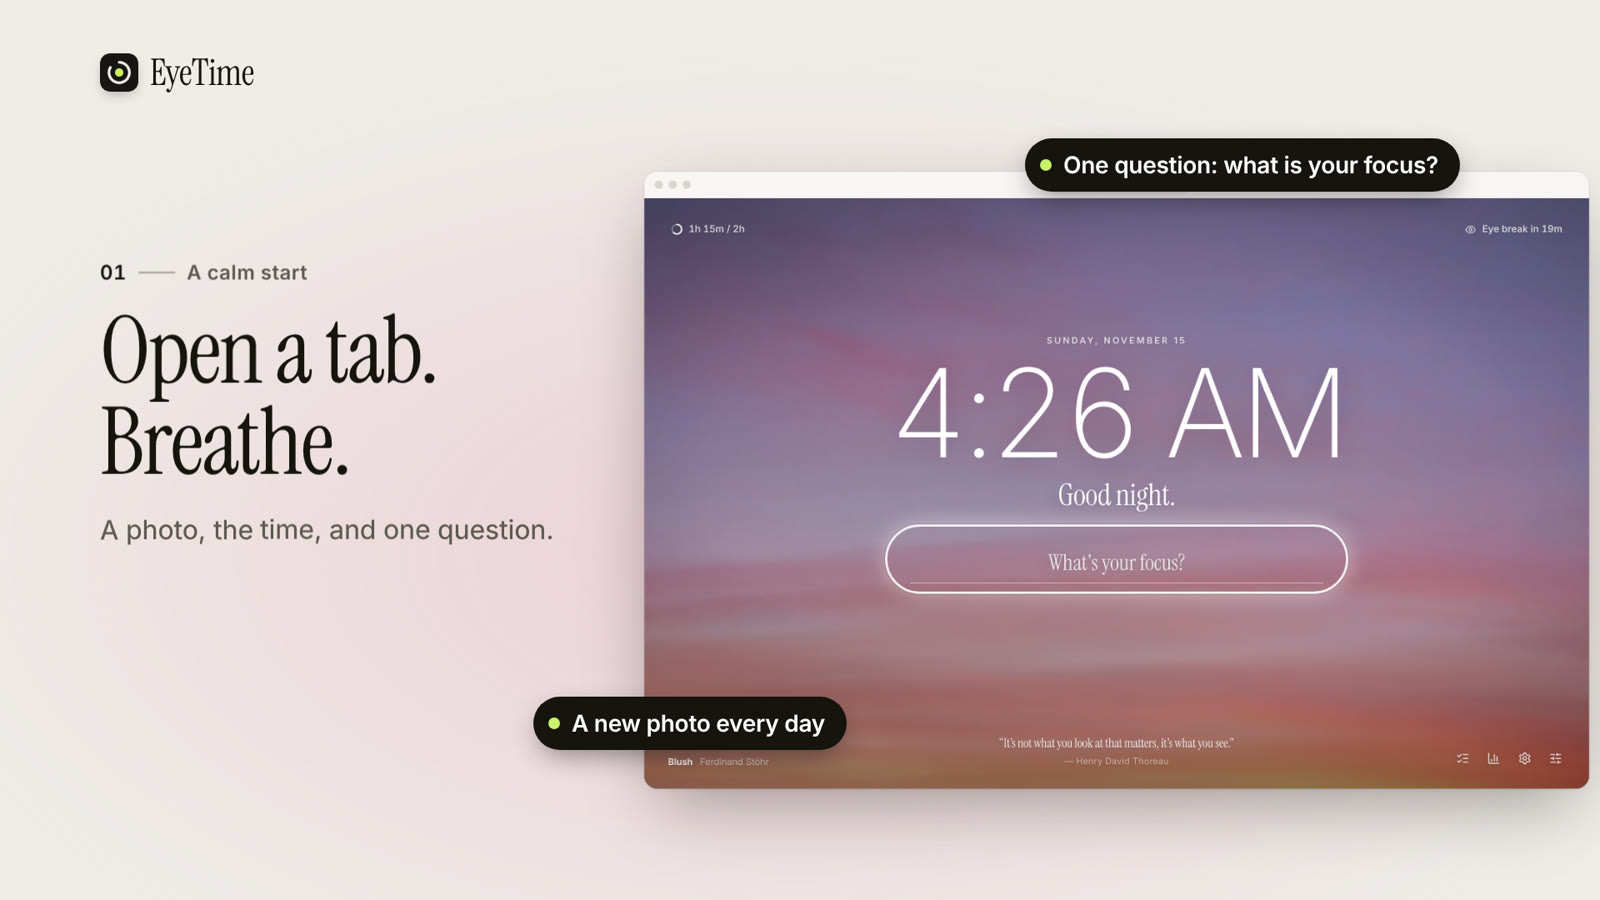 EyeTime
01 — A calm start
Open a tab.
Breathe.
A photo, the time, and one question.
One question: what is your focus?
1h 15m / 2h
Eye break in 19m
SUNDAY, NOVEMBER 15
4:26 AM
Good night.
What's your focus?
A new photo every day
Blush Ferdinand Stöhr
“It's not what you look at that matters, it's what you see.”
— Henry David Thoreau